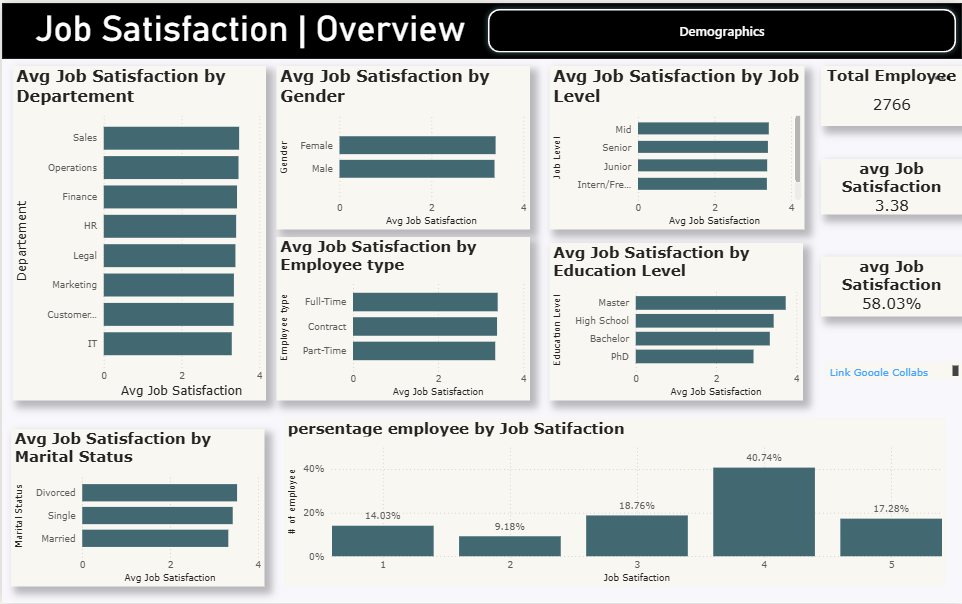 Job Satisfaction | Overview
Demographics
Avg Job Satisfaction by
Departement
Departement
Sales
Operations
Finance
HR
Legal
Marketing
Customer...
IT
0 2 4
Avg Job Satisfaction
Avg Job Satisfaction by
Gender
Gender
Female
Male
0 2 4
Avg Job Satisfaction
Avg Job Satisfaction by Job
Level
Job Level
Mid
Senior
Junior
Intern/Fre...
0 2 4
Avg Job Satisfaction
Total Employee
2766
avg Job
Satisfaction
3.38
avg Job
Satisfaction
58.03%
Link Google Collabs
Avg Job Satisfaction by
Employee type
Employee type
Full-Time
Contract
Part-Time
0 2 4
Avg Job Satisfaction
Avg Job Satisfaction by
Education Level
Education Level
Master
High School
Bachelor
PhD
0 2 4
Avg Job Satisfaction
Avg Job Satisfaction by
Marital Status
Marital Status
Divorced
Single
Married
0 2 4
Avg Job Satisfaction
persentage employee by Job Satifaction
# of employee
40%
20%
0%
14.03%
9.18%
18.76%
40.74%
17.28%
1 2 3 4 5
Job Satifaction